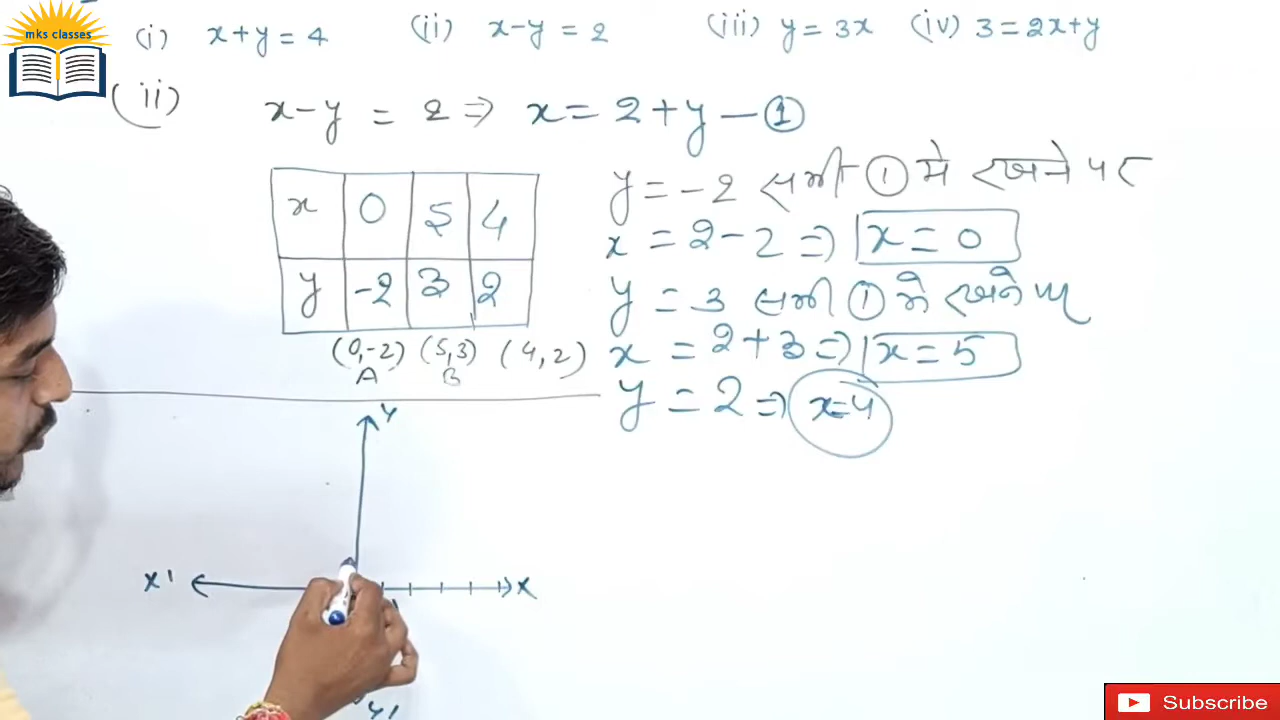 mks classes
(i) x+y=4 (ii) x-y=2 (iii) y=3x (iv) 3=2x+y
(ii) x-y = 2 ⇒ x = 2+y — ①
x 0 5 4
y -2 3 2
(0,-2) (5,3) (4,2)
A B
y = -2 समी ① मे रखने पर
x = 2-2 ⇒ x = 0
y = 3 समी ① मे रखने पर
x = 2+3 ⇒ x = 5
y = 2 ⇒ x=4
Y
X' X
Y'
Subscribe